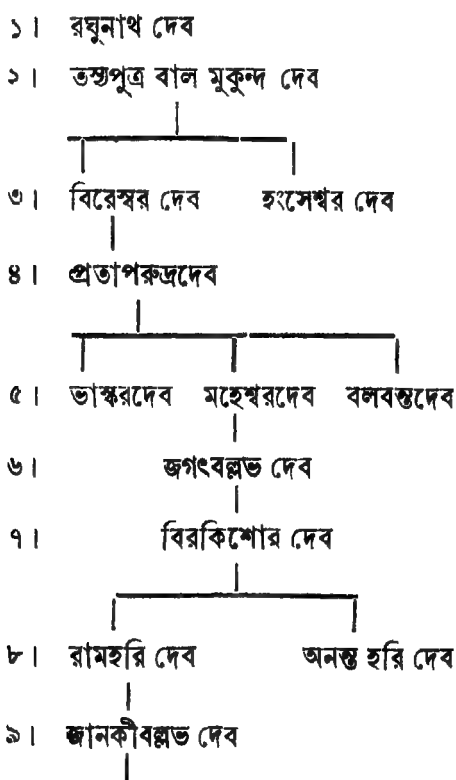 ১। রঘুনাথ দেব
২। তস্যপুত্র বাল মুকুন্দ দেব
৩। বিরেস্বর দেব হংসেশ্বর দেব
৪। প্রতাপরুদ্রদেব
৫। ভাস্করদেব মহেশ্বরদেব বলবন্তদেব
৬। জগৎবল্লভ দেব
৭। বিরকিশোর দেব
৮। রামহরি দেব অনন্ত হরি দেব
৯। জানকীবল্লভ দেব